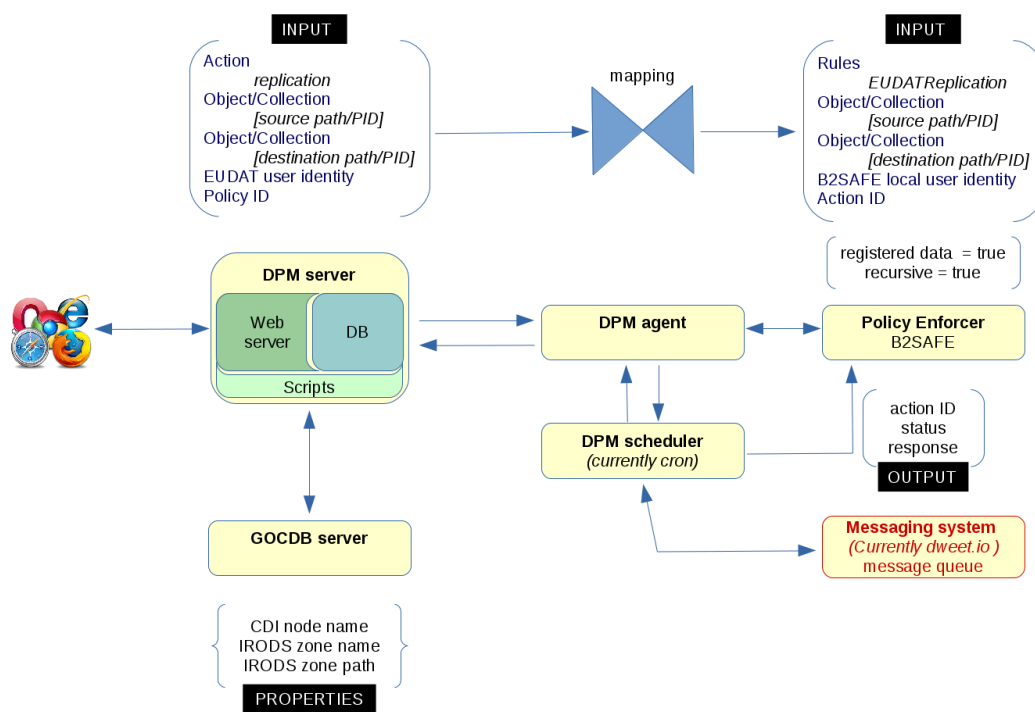 INPUT
Action
replication
Object/Collection
[source path/PID]
Object/Collection
[destination path/PID]
EUDAT user identity
Policy ID
mapping
INPUT
Rules
EUDATReplication
Object/Collection
[source path/PID]
Object/Collection
[destination path/PID]
B2SAFE local user identity
Action ID
registered data = true
recursive = true
DPM server
Web
server
DB
Scripts
DPM agent
Policy Enforcer
B2SAFE
DPM scheduler
(currently cron)
action ID
status
response
OUTPUT
GOCDB server
Messaging system
(Currently dweet.io )
message queue
CDI node name
IRODS zone name
IRODS zone path
PROPERTIES